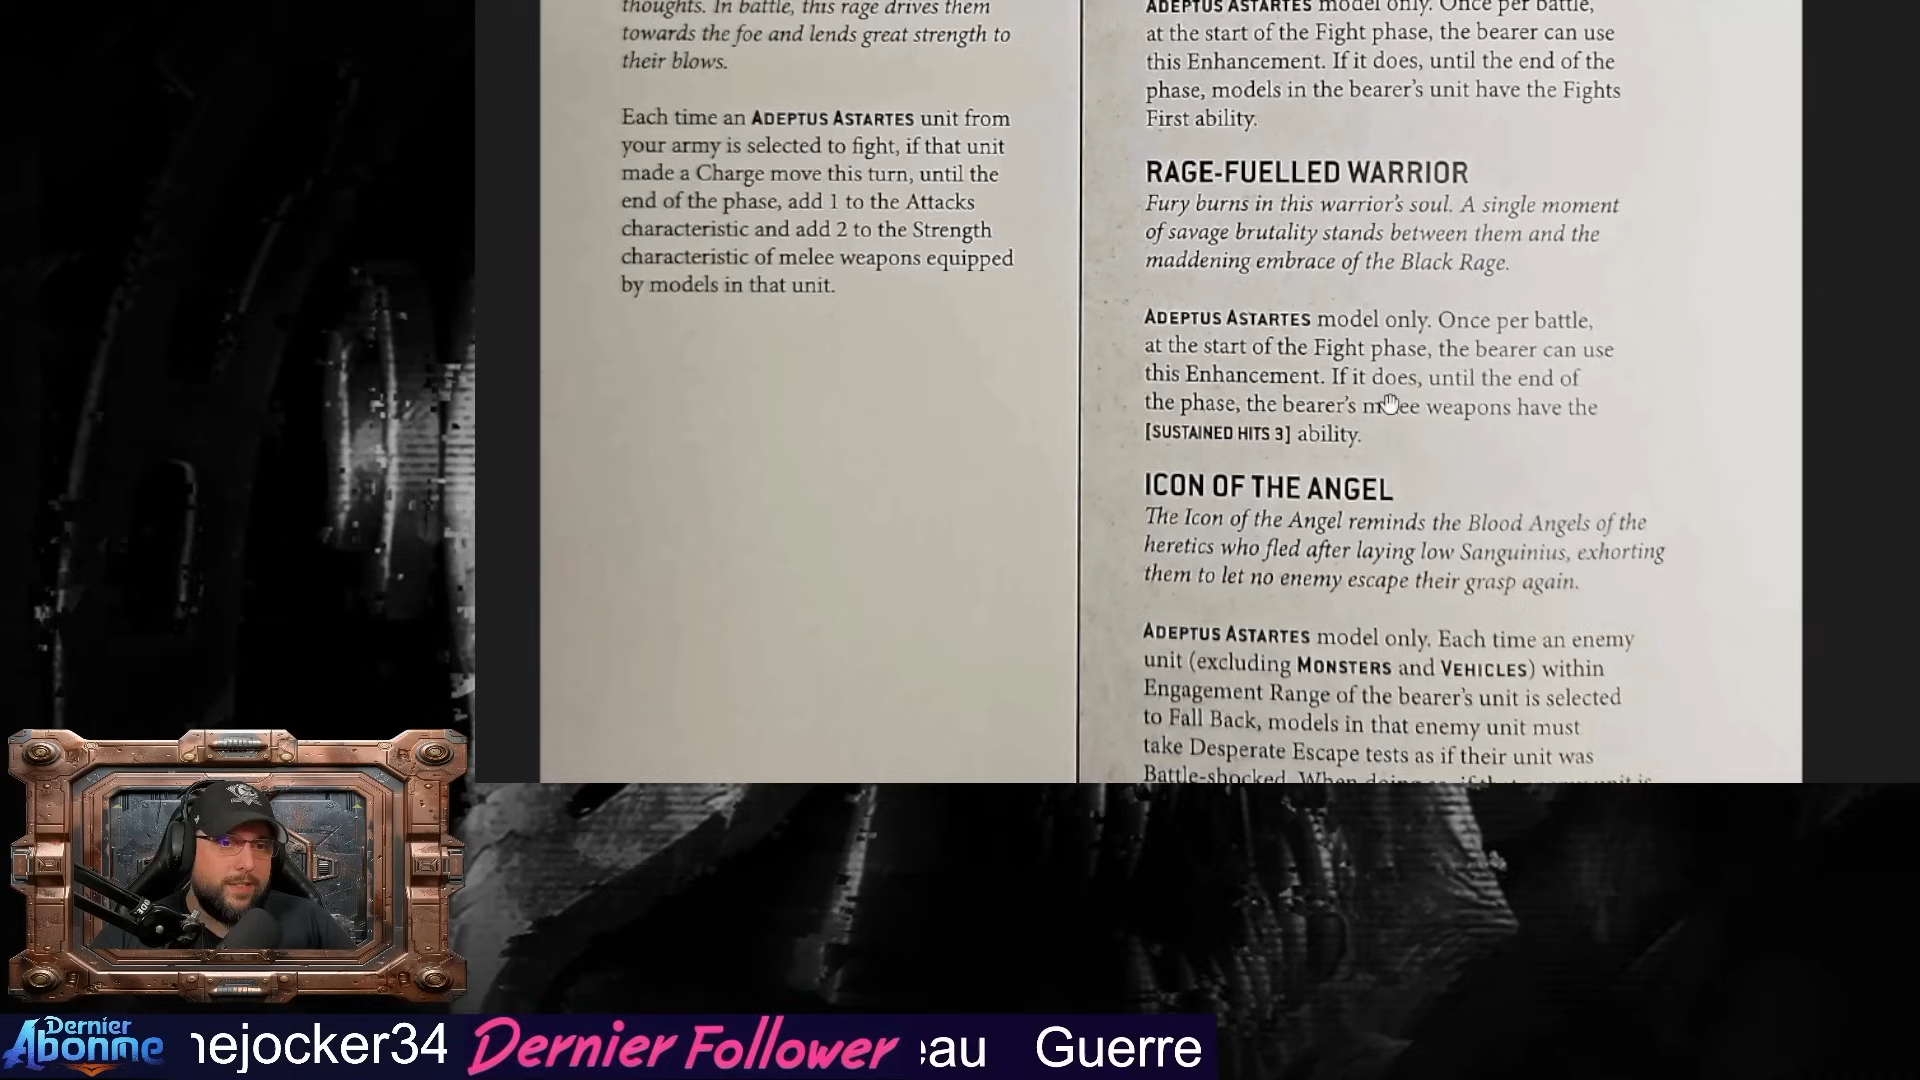 thoughts. In battle, this rage drives them
towards the foe and lends great strength to
their blows.
Each time an ADEPTUS ASTARTES unit from
your army is selected to fight, if that unit
made a Charge move this turn, until the
end of the phase, add 1 to the Attacks
characteristic and add 2 to the Strength
characteristic of melee weapons equipped
by models in that unit.
ADEPTUS ASTARTES model only. Once per battle,
at the start of the Fight phase, the bearer can use
this Enhancement. If it does, until the end of the
phase, models in the bearer's unit have the Fights
First ability.
RAGE-FUELLED WARRIOR
Fury burns in this warrior's soul. A single moment
of savage brutality stands between them and the
maddening embrace of the Black Rage.
ADEPTUS ASTARTES model only. Once per battle,
at the start of the Fight phase, the bearer can use
this Enhancement. If it does, until the end of
the phase, the bearer's melee weapons have the
[SUSTAINED HITS 3] ability.
ICON OF THE ANGEL
The Icon of the Angel reminds the Blood Angels of the
heretics who fled after laying low Sanguinius, exhorting
them to let no enemy escape their grasp again.
ADEPTUS ASTARTES model only. Each time an enemy
unit (excluding MONSTERS and VEHICLES) within
Engagement Range of the bearer's unit is selected
to Fall Back, models in that enemy unit must
take Desperate Escape tests as if their unit was
Battle-shocked. When
Dernier
Abonné
nejocker34
Dernier Follower
eau Guerre